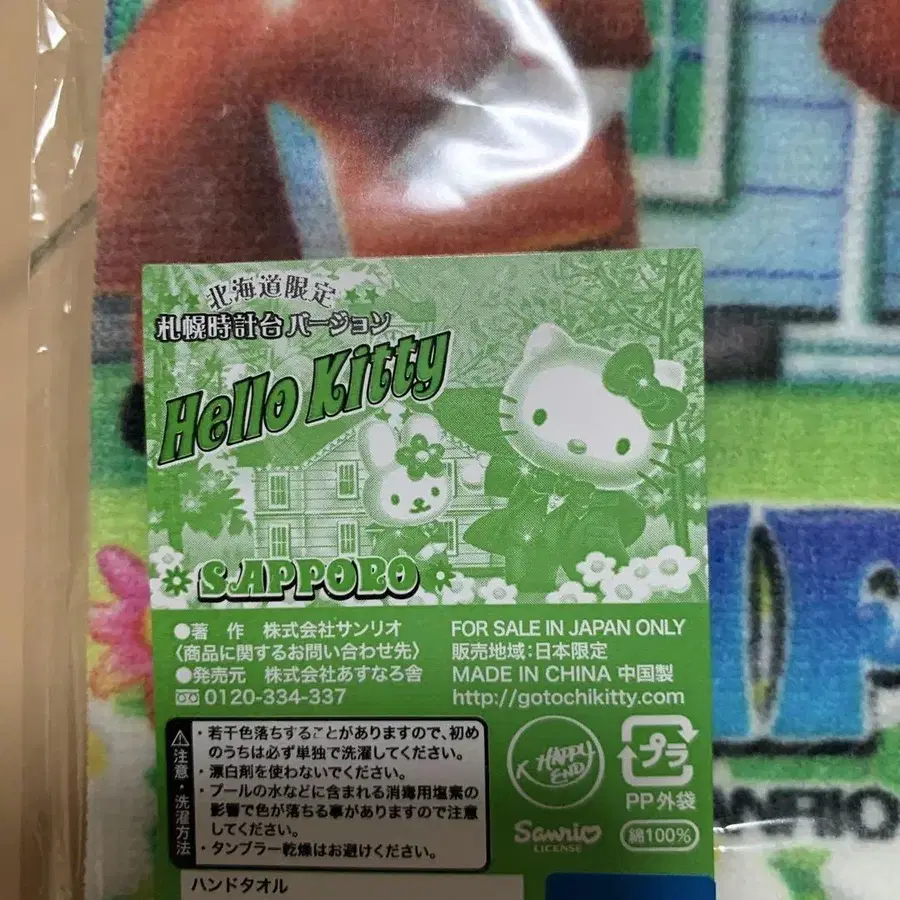 北海道限定
札幌時計台バージョン
Hello Kitty
SAPPORO
●著 作 株式会社サンリオ
〈商品に関するお問い合わせ先〉
●発売元 株式会社あすなろ舎
0120-334-337
FOR SALE IN JAPAN ONLY
販売地域:日本限定
MADE IN CHINA 中国製
http://gotochikitty.com
注意・洗濯方法
・若干色落ちすることがありますので、初め
のうちは必ず単独で洗濯してください。
・漂白剤を使わないでください。
・プールの水などに含まれる消毒用塩素の
影響で色が落ちる事がありますので注意
してください。
・タンブラー乾燥はお避けください。
HAPPY
END
プラ
PP外袋
Sanrio
LICENSE
綿100%
ハンドタオル